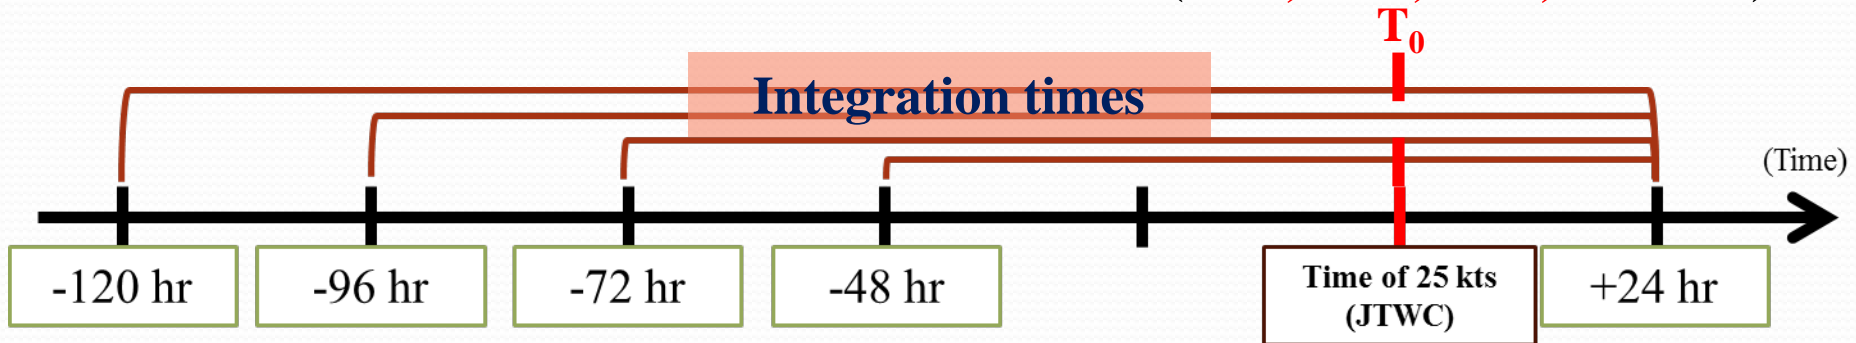 T0
Integration times
(Time)
-120 hr
-96 hr
-72 hr
-48 hr
Time of 25 kts
(JTWC)
+24 hr